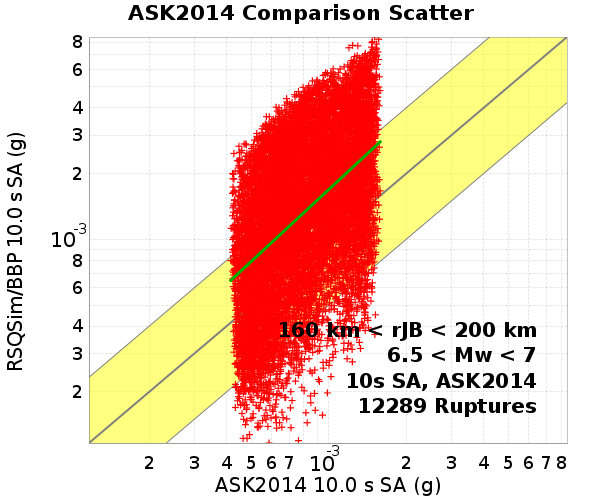 ASK2014 Comparison Scatter
8
6
4
3
2
10-3
8
6
4
3
2
RSQSim/BBP 10.0 s SA (g)
160 km < rJB < 200 km
6.5 < Mw < 7
10s SA, ASK2014
12289 Ruptures
2 3 4 5 6 7 10-3 2 3 4 5 6 7 8
ASK2014 10.0 s SA (g)